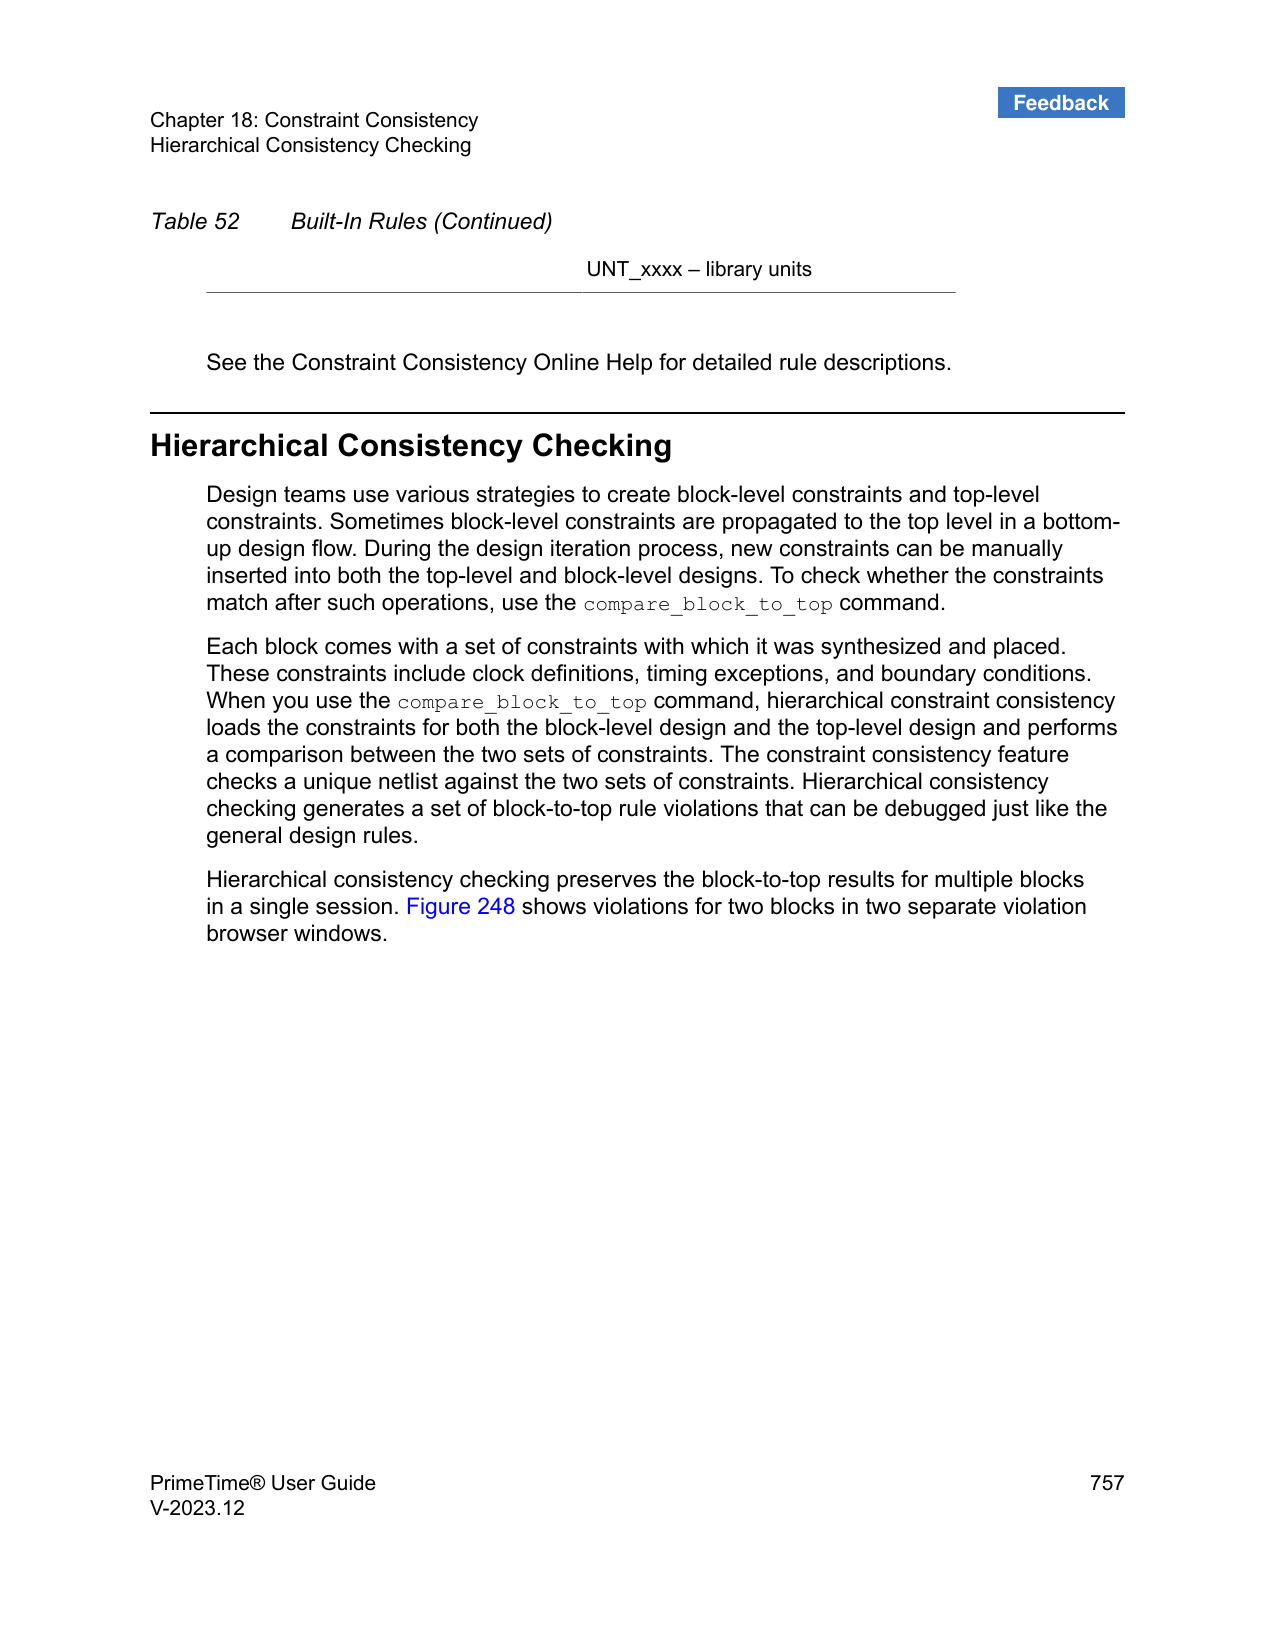 Feedback
Chapter 18: Constraint Consistency
Hierarchical Consistency Checking
Table 52 Built-In Rules (Continued)
UNT_xxxx – library units
See the Constraint Consistency Online Help for detailed rule descriptions.
Hierarchical Consistency Checking
Design teams use various strategies to create block-level constraints and top-level
constraints. Sometimes block-level constraints are propagated to the top level in a bottom-
up design flow. During the design iteration process, new constraints can be manually
inserted into both the top-level and block-level designs. To check whether the constraints
match after such operations, use the compare_block_to_top command.
Each block comes with a set of constraints with which it was synthesized and placed.
These constraints include clock definitions, timing exceptions, and boundary conditions.
When you use the compare_block_to_top command, hierarchical constraint consistency
loads the constraints for both the block-level design and the top-level design and performs
a comparison between the two sets of constraints. The constraint consistency feature
checks a unique netlist against the two sets of constraints. Hierarchical consistency
checking generates a set of block-to-top rule violations that can be debugged just like the
general design rules.
Hierarchical consistency checking preserves the block-to-top results for multiple blocks
in a single session. Figure 248 shows violations for two blocks in two separate violation
browser windows.
PrimeTime® User Guide 757
V-2023.12